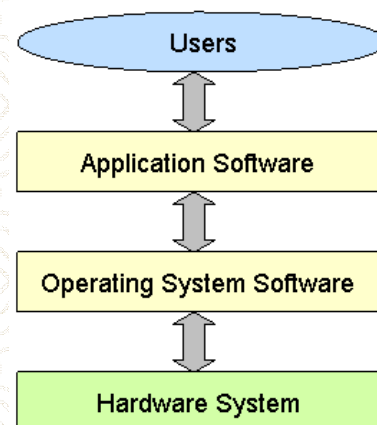 Users
Application Software
Operating System Software
Hardware System